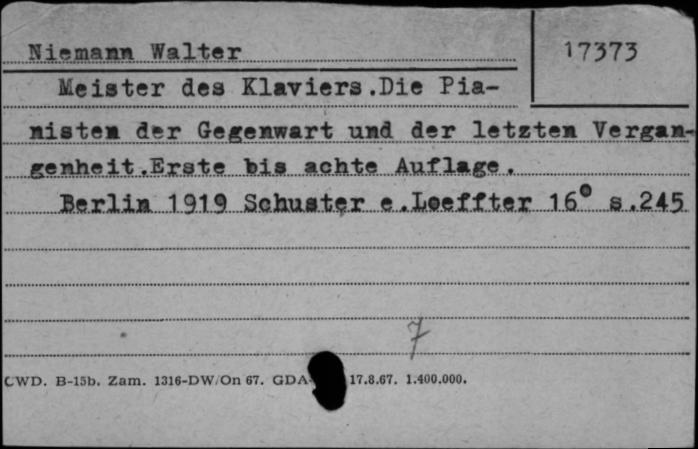 Niemann Walter
17373
Meister des Klaviers.Die Pia-
nisten der Gegenwart und der letzten Vergan-
genheit.Erste bis achte Auflage.
Berlin 1919 Schuster e.Loeffter 16° s.245
7
CWD. B-15b. Zam. 1316-DW/On 67. GDA- 17.8.67. 1.400.000.